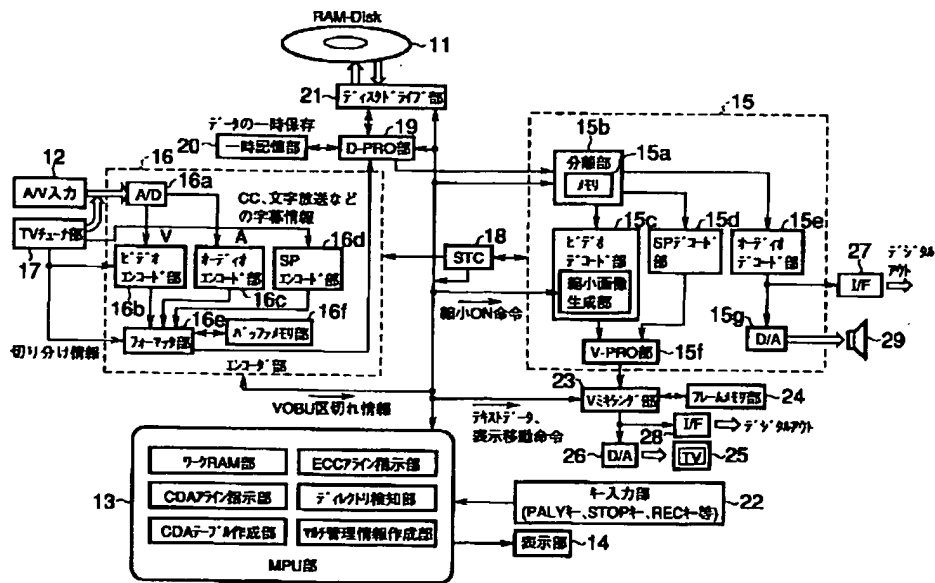 RAM-Disk
11
21
ディスクドライブ部
データの一時保存
19
20
一時記憶部
D-PRO部
15
15b
分離部
15a
メモリ
12
A/V入力
16
A/D
16a
CC、文字放送などの字幕情報
TVチューナ部
17
V
A
16d
ビデオエンコード部
オーディオエンコード部
SPエンコード部
16b
16c
16e
16f
フォーマッタ部
バッファメモリ部
切り分け情報
エンコーダ部
18
STC
縮小ON命令
15c
15d
15e
ビデオデコード部
縮小画像生成部
SPデコード部
オーディオデコード部
27
I/F
デジタルアウト
15g
D/A
29
V-PRO部
15f
VOBU区切れ情報
23
Vミキシング部
24
フレームメモリ部
テキストデータ、表示移動命令
28
I/F
デジタルアウト
26
D/A
TV
25
13
ワークRAM部
ECCアライン指示部
CDAアライン指示部
ディレクトリ検知部
CDAテーブル作成部
マルチ管理情報作成部
MPU部
キー入力部
(PALYキー、STOPキー、RECキー等)
22
表示部
14